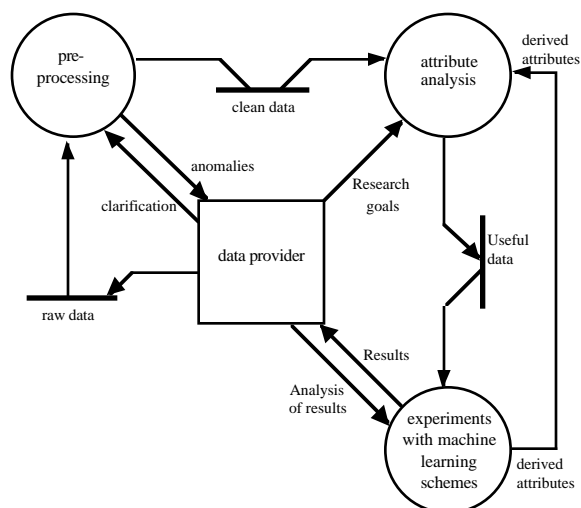 pre-
processing
clean data
attribute
analysis
derived
attributes
anomalies
clarification
Research
goals
data provider
Useful
data
raw data
Results
Analysis
of results
experiments
with machine
learning
schemes
derived
attributes